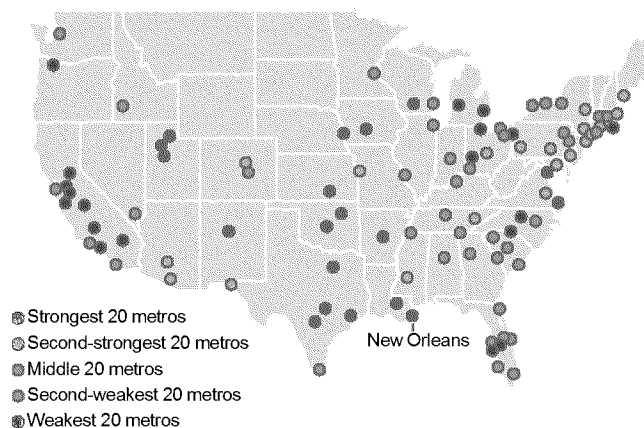 New Orleans
Strongest 20 metros
Second-strongest 20 metros
Middle 20 metros
Second-weakest 20 metros
Weakest 20 metros